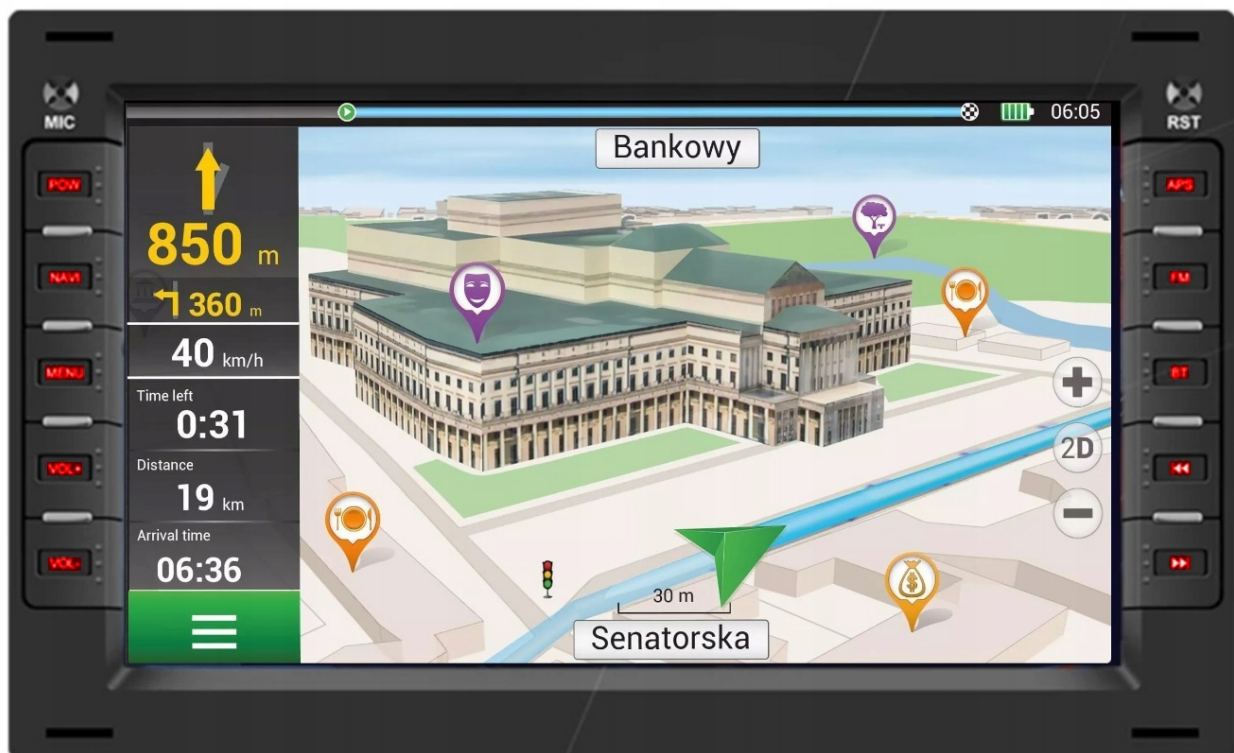 MIC
RST
06:05
POW
NAVI
MENU
VOL+
VOL-
850 m
360 m
40 km/h
Time left
0:31
Distance
19 km
Arrival time
06:36
Bankowy
2D
30 m
Senatorska
$
APS
FM
BT